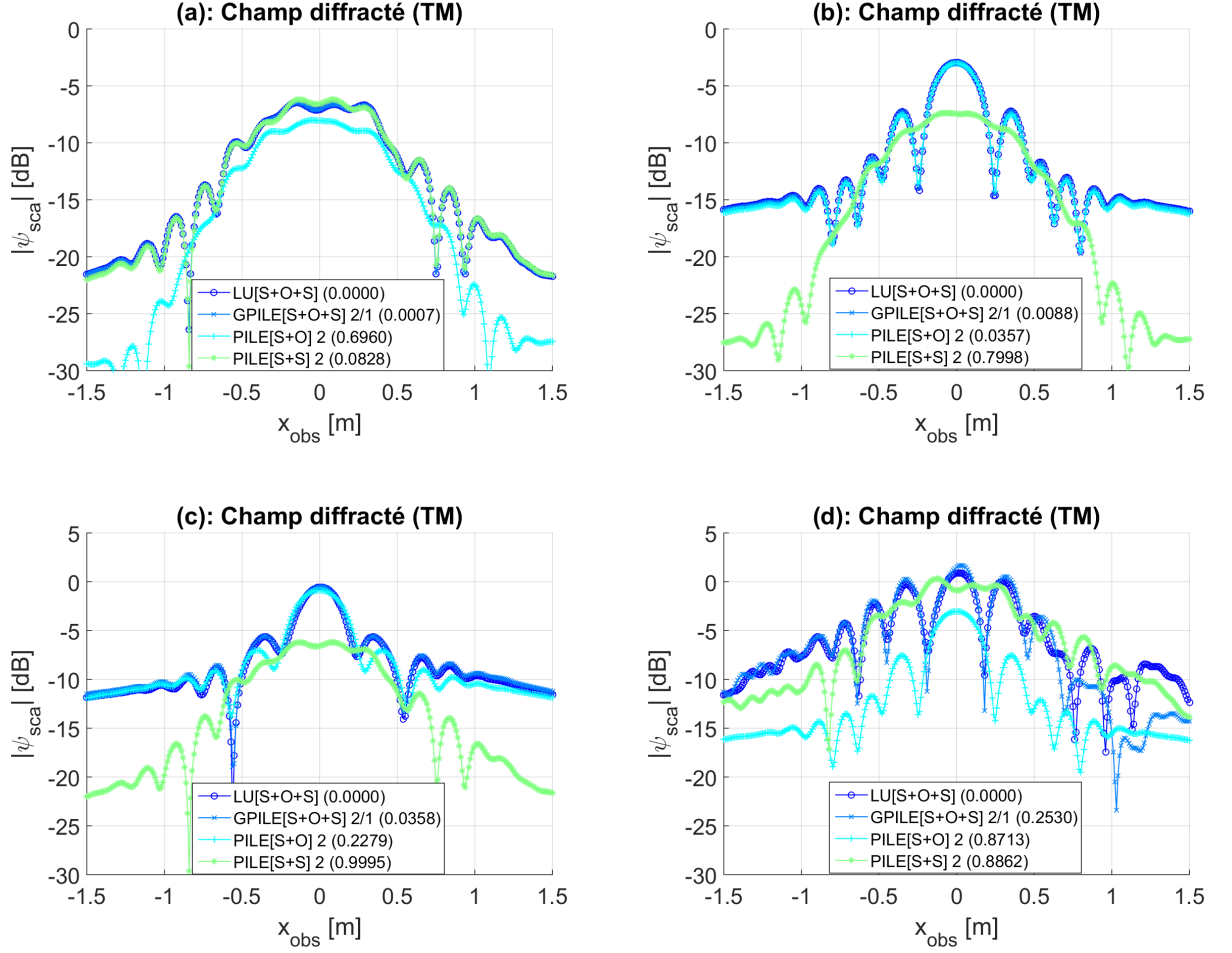 (a): Champ diffracté (TM)
0
-5
-10
-15
-20
-25
-30
|ψsca| [dB]
LU[S+O+S] (0.0000)
GPILE[S+O+S] 2/1 (0.0007)
PILE[S+O] 2 (0.6960)
PILE[S+S] 2 (0.0828)
-1.5 -1 -0.5 0 0.5 1 1.5
xobs [m]
(b): Champ diffracté (TM)
0
-5
-10
-15
-20
-25
-30
|ψsca| [dB]
LU[S+O+S] (0.0000)
GPILE[S+O+S] 2/1 (0.0088)
PILE[S+O] 2 (0.0357)
PILE[S+S] 2 (0.7998)
-1.5 -1 -0.5 0 0.5 1 1.5
xobs [m]
(c): Champ diffracté (TM)
5
0
-5
-10
-15
-20
-25
-30
|ψsca| [dB]
LU[S+O+S] (0.0000)
GPILE[S+O+S] 2/1 (0.0358)
PILE[S+O] 2 (0.2279)
PILE[S+S] 2 (0.9995)
-1.5 -1 -0.5 0 0.5 1 1.5
xobs [m]
(d): Champ diffracté (TM)
5
0
-5
-10
-15
-20
-25
-30
|ψsca| [dB]
LU[S+O+S] (0.0000)
GPILE[S+O+S] 2/1 (0.2530)
PILE[S+O] 2 (0.8713)
PILE[S+S] 2 (0.8862)
-1.5 -1 -0.5 0 0.5 1 1.5
xobs [m]